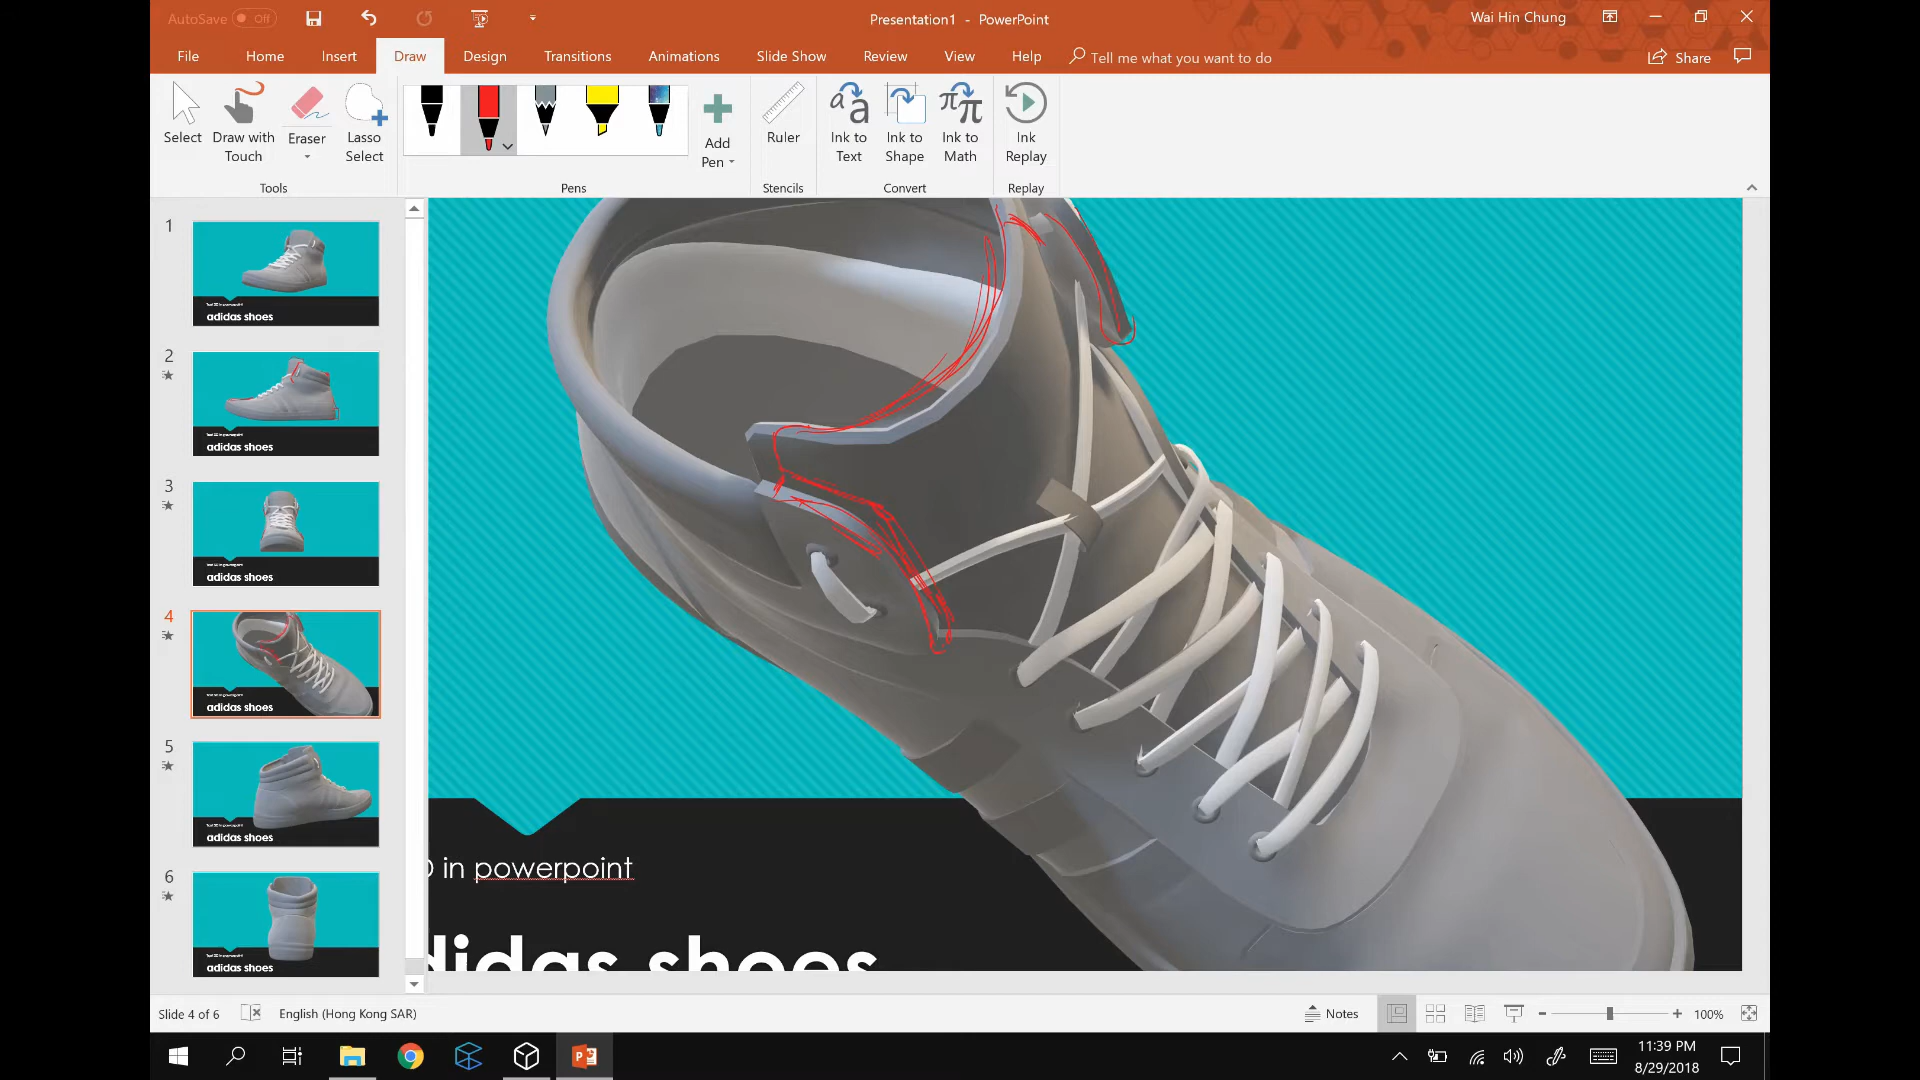 AutoSave Off
Presentation1 - PowerPoint
Wai Hin Chung
File Home Insert Draw Design Transitions Animations Slide Show Review View Help Tell me what you want to do
Share
Select
Draw with Touch
Eraser
Lasso Select
Tools
Pens
Add Pen
Ruler
Stencils
Ink to Text
Ink to Shape
Ink to Math
Convert
Ink Replay
Replay
1
adidas shoes
2
adidas shoes
3
adidas shoes
4
adidas shoes
5
adidas shoes
6
adidas shoes
D in powerpoint
didas shoes
Slide 4 of 6
English (Hong Kong SAR)
Notes
100%
11:39 PM
8/29/2018